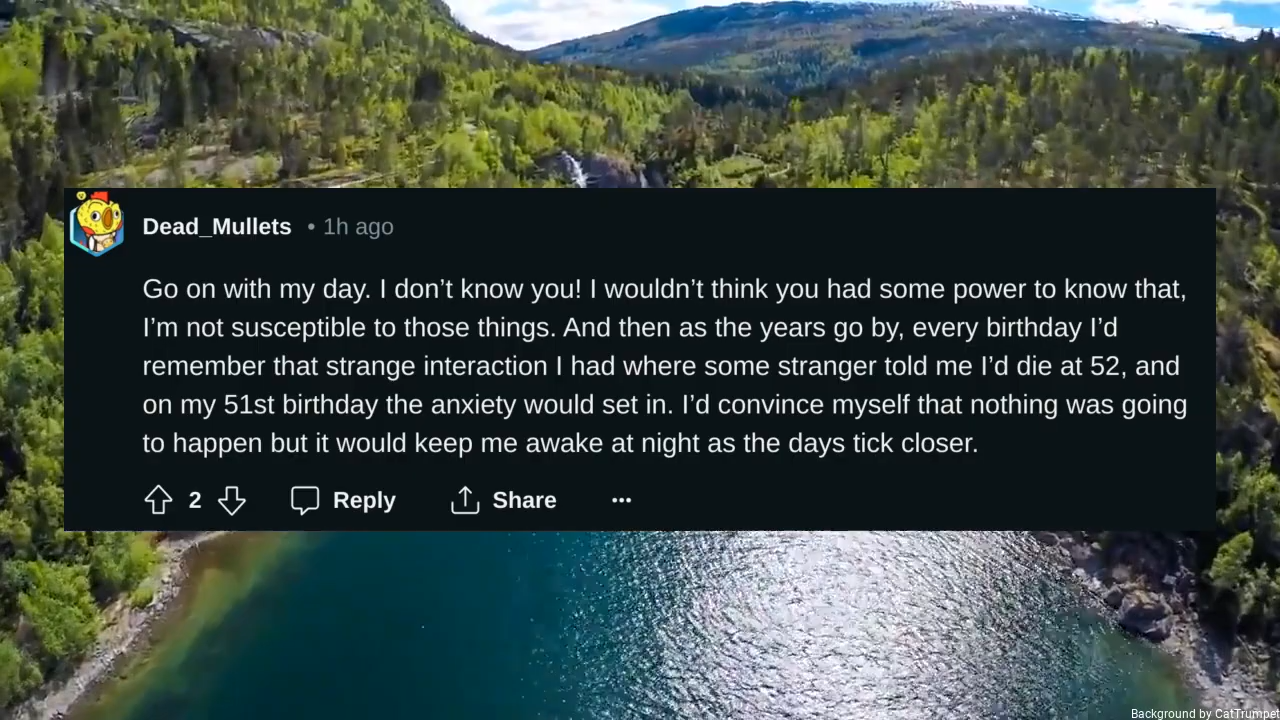 Dead_Mullets • 1h ago
Go on with my day. I don’t know you! I wouldn’t think you had some power to know that,
I’m not susceptible to those things. And then as the years go by, every birthday I’d
remember that strange interaction I had where some stranger told me I’d die at 52, and
on my 51st birthday the anxiety would set in. I’d convince myself that nothing was going
to happen but it would keep me awake at night as the days tick closer.
2 Reply Share ...
Background by CatTrumpet